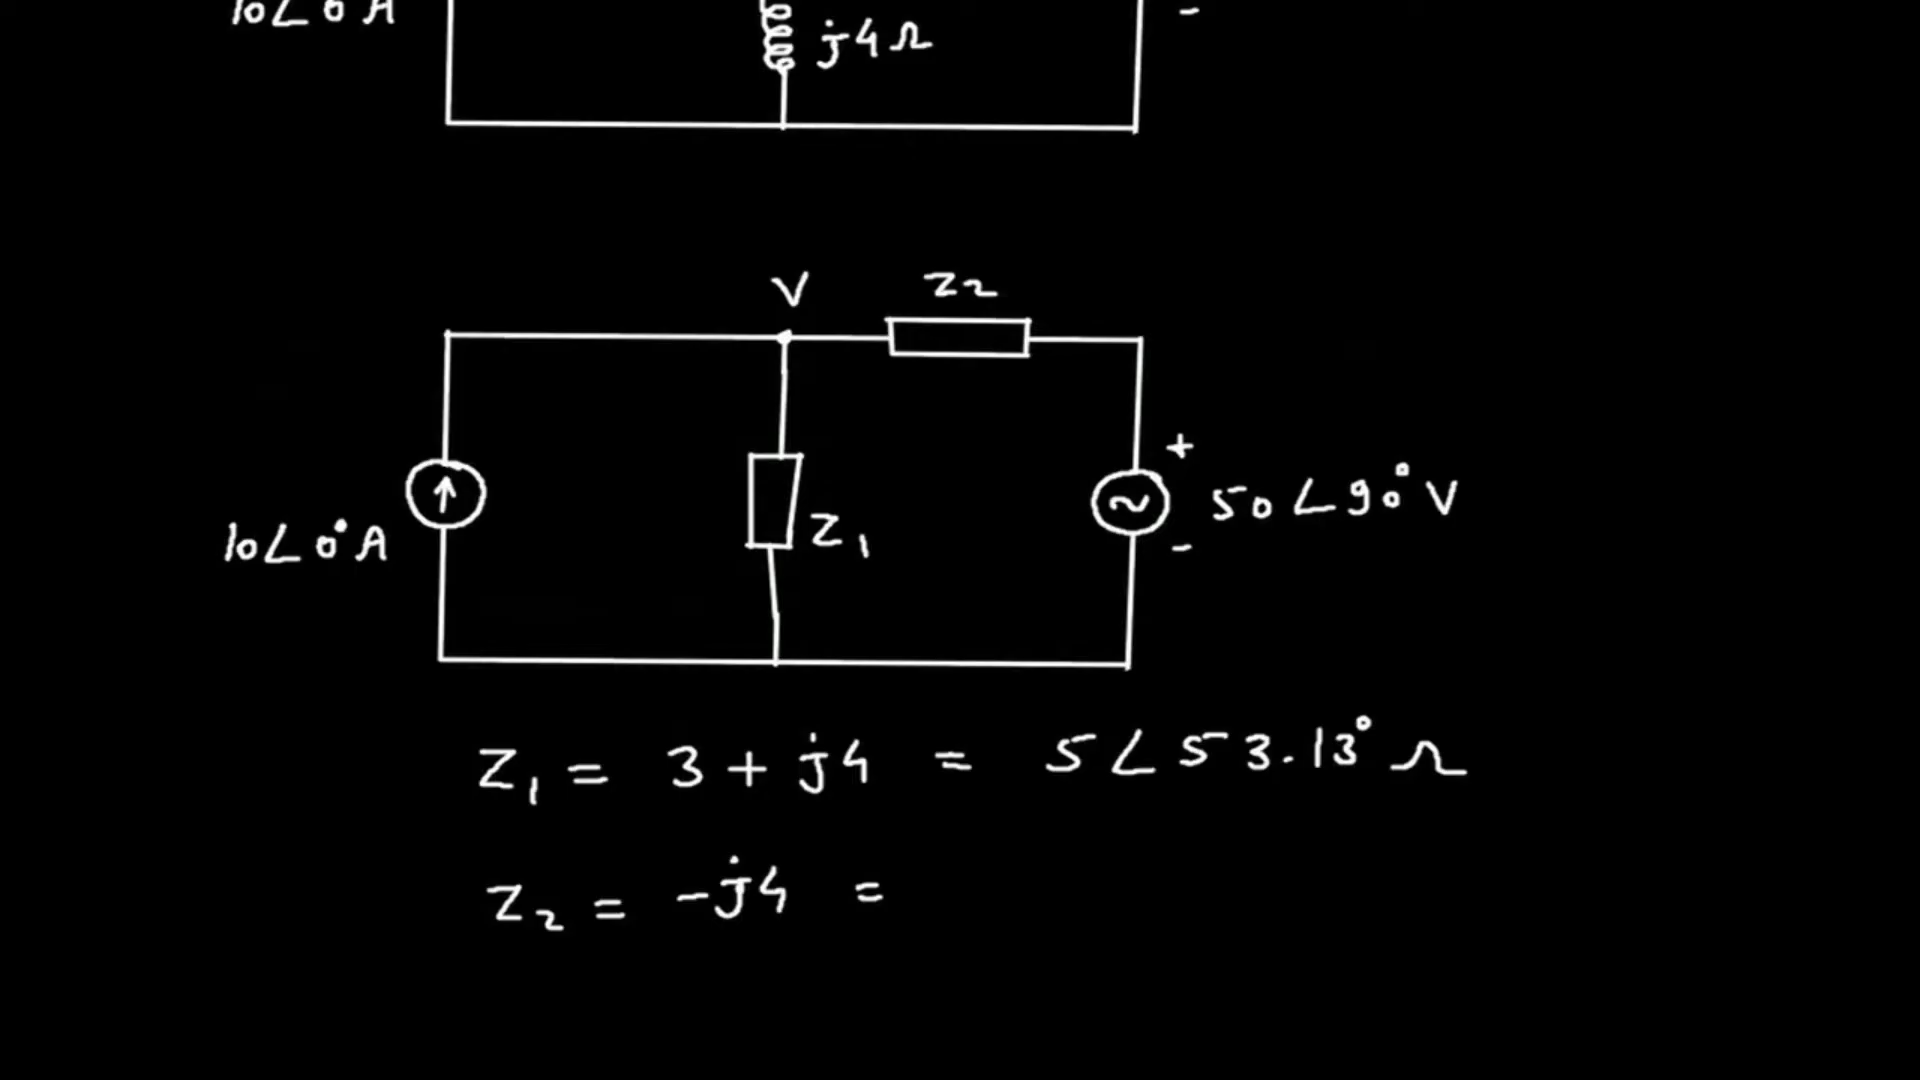 10∠0 A
j4Ω
-
V
Z2
+
50∠90° V
10∠0° A
Z1
-
Z1 = 3 + j4 = 5∠53.13° Ω
Z2 = -j4 =